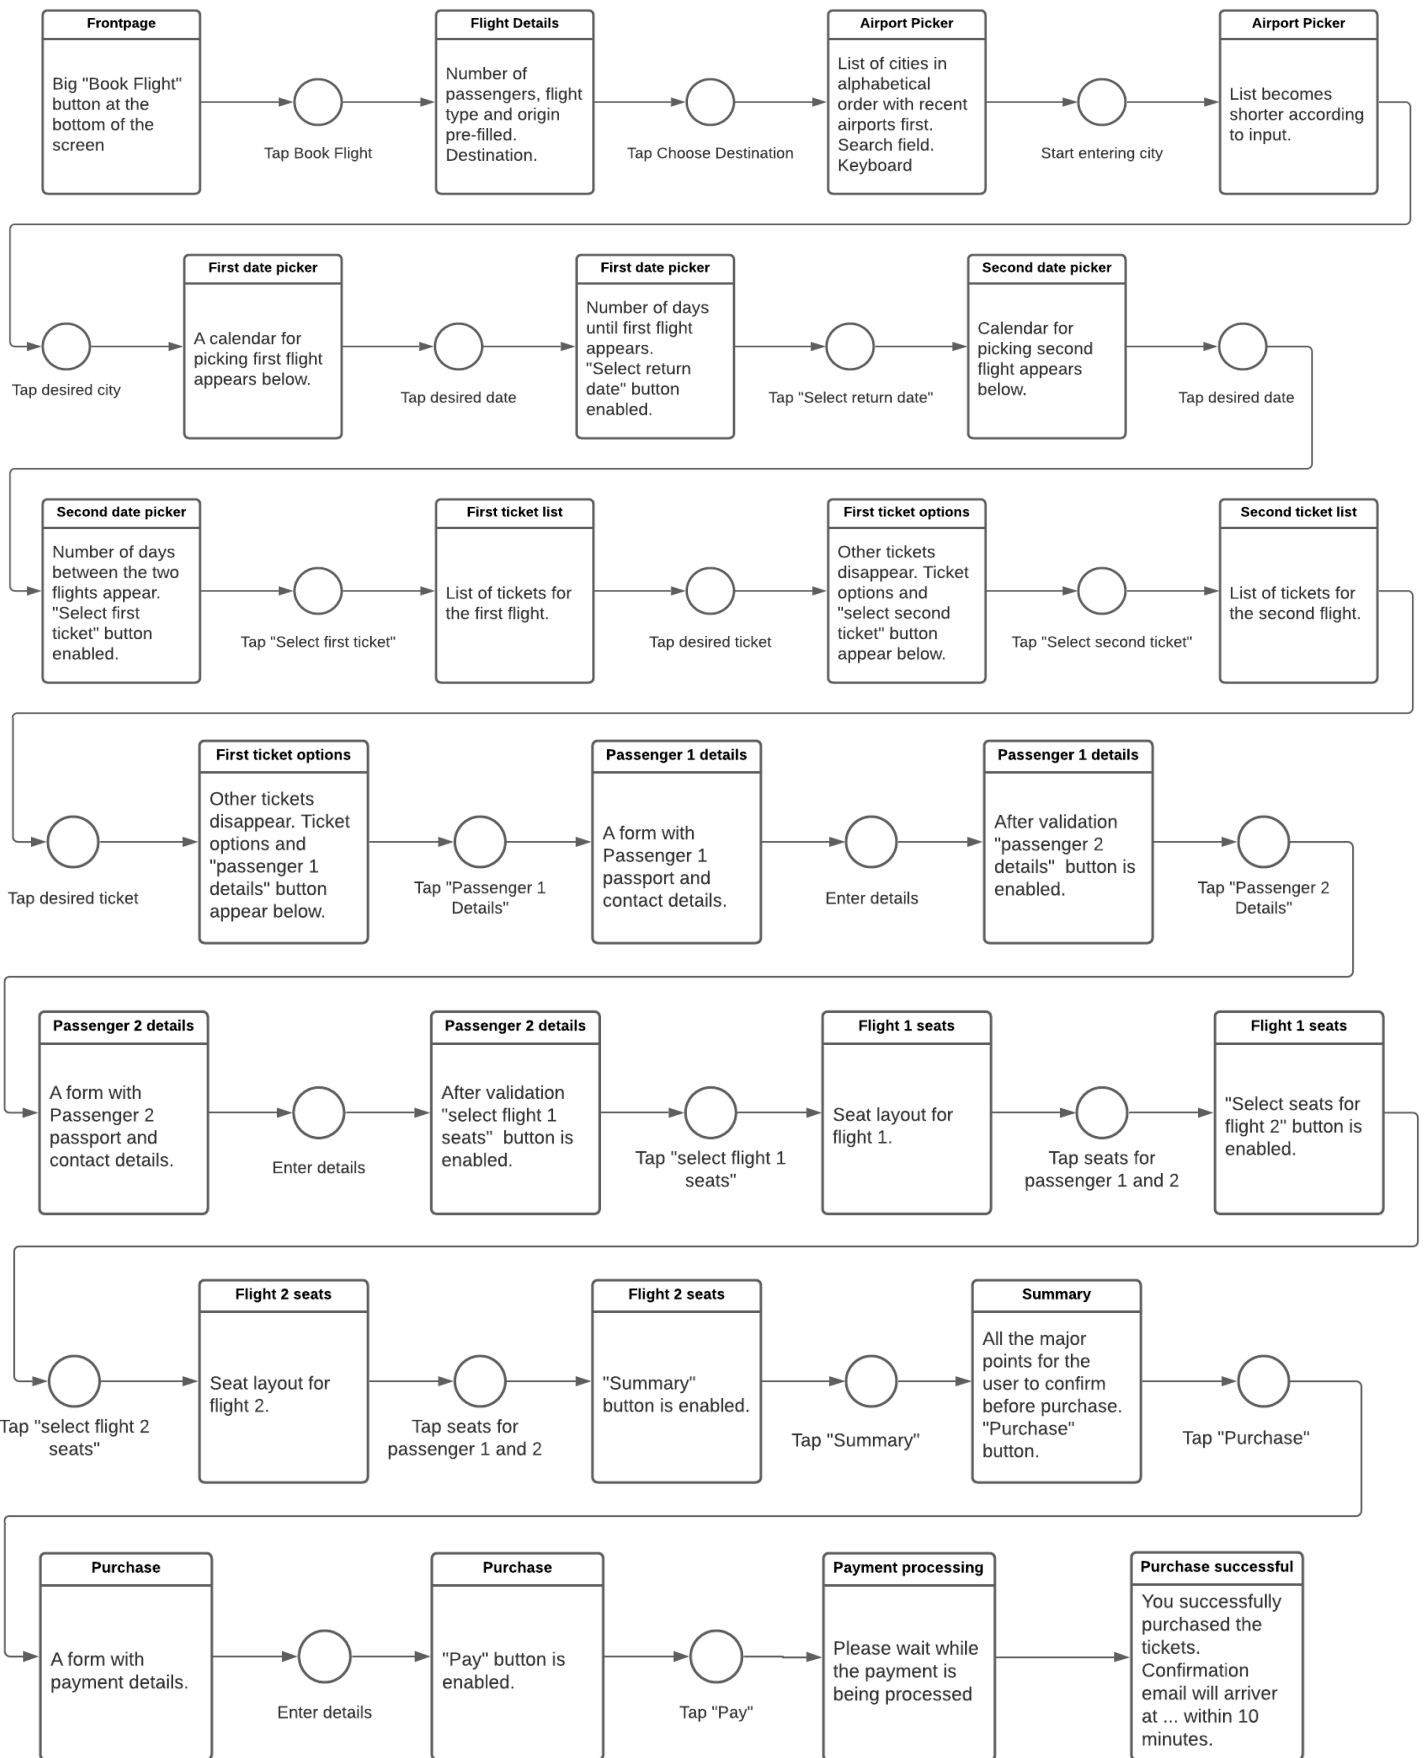 Frontpage
Big "Book Flight"
button at the
bottom of the
screen
Tap Book Flight
Flight Details
Number of
passengers, flight
type and origin
pre-filled.
Destination.
Tap Choose Destination
Airport Picker
List of cities in
alphabetical
order with recent
airports first.
Search field.
Keyboard
Start entering city
Airport Picker
List becomes
shorter according
to input.
Tap desired city
First date picker
A calendar for
picking first flight
appears below.
Tap desired date
First date picker
Number of days
until first flight
appears.
"Select return
date" button
enabled.
Tap "Select return date"
Second date picker
Calendar for
picking second
flight appears
below.
Tap desired date
Second date picker
Number of days
between the two
flights appear.
"Select first
ticket" button
enabled.
Tap "Select first ticket"
First ticket list
List of tickets for
the first flight.
Tap desired ticket
First ticket options
Other tickets
disappear. Ticket
options and
"select second
ticket" button
appear below.
Tap "Select second ticket"
Second ticket list
List of tickets for
the second flight.
Tap desired ticket
First ticket options
Other tickets
disappear. Ticket
options and
"passenger 1
details" button
appear below.
Tap "Passenger 1
Details"
Passenger 1 details
A form with
Passenger 1
passport and
contact details.
Enter details
Passenger 1 details
After validation
"passenger 2
details"  button is
enabled.
Tap "Passenger 2
Details"
Passenger 2 details
A form with
Passenger 2
passport and
contact details.
Enter details
Passenger 2 details
After validation
"select flight 1
seats"  button is
enabled.
Tap "select flight 1
seats"
Flight 1 seats
Seat layout for
flight 1.
Tap seats for
passenger 1 and 2
Flight 1 seats
"Select seats for
flight 2" button is
enabled.
Tap "select flight 2
seats"
Flight 2 seats
Seat layout for
flight 2.
Tap seats for
passenger 1 and 2
Flight 2 seats
"Summary"
button is enabled.
Tap "Summary"
Summary
All the major
points for the
user to confirm
before purchase.
"Purchase"
button.
Tap "Purchase"
Purchase
A form with
payment details.
Enter details
Purchase
"Pay" button is
enabled.
Tap "Pay"
Payment processing
Please wait while
the payment is
being processed
Purchase successful
You successfully
purchased the
tickets.
Confirmation
email will arriver
at ... within 10
minutes.